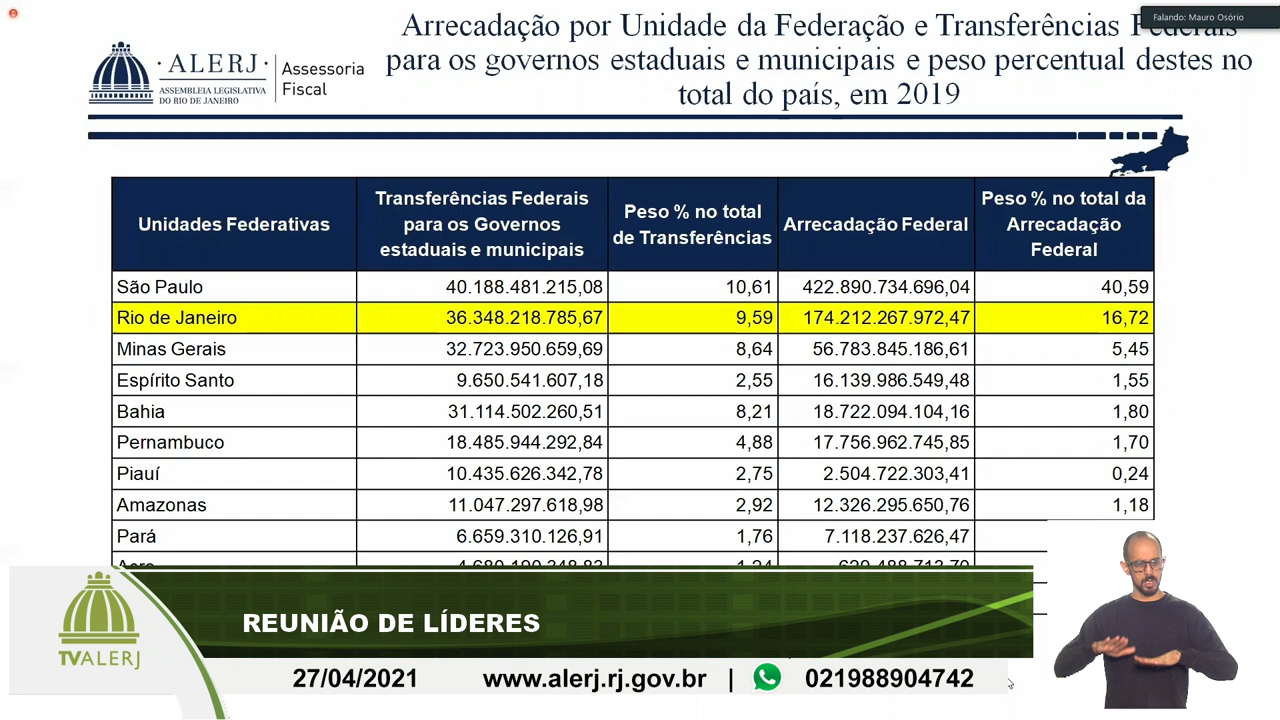 Falando: Mauro Osório
Arrecadação por Unidade da Federação e Transferências Federais
para os governos estaduais e municipais e peso percentual destes no
total do país, em 2019
·ALERJ·
ASSEMBLEIA LEGISLATIVA
DO RIO DE JANEIRO
Assessoria
Fiscal
Unidades Federativas
Transferências Federais
para os Governos
estaduais e municipais
Peso % no total
de Transferências
Arrecadação Federal
Peso % no total da
Arrecadação
Federal
São Paulo 40.188.481.215,08 10,61 422.890.734.696,04 40,59
Rio de Janeiro 36.348.218.785,67 9,59 174.212.267.972,47 16,72
Minas Gerais 32.723.950.659,69 8,64 56.783.845.186,61 5,45
Espírito Santo 9.650.541.607,18 2,55 16.139.986.549,48 1,55
Bahia 31.114.502.260,51 8,21 18.722.094.104,16 1,80
Pernambuco 18.485.944.292,84 4,88 17.756.962.745,85 1,70
Piauí 10.435.626.342,78 2,75 2.504.722.303,41 0,24
Amazonas 11.047.297.618,98 2,92 12.326.295.650,76 1,18
Pará 6.659.310.126,91 1,76 7.118.237.626,47
TVALERJ
REUNIÃO DE LÍDERES
27/04/2021 www.alerj.rj.gov.br | 021988904742